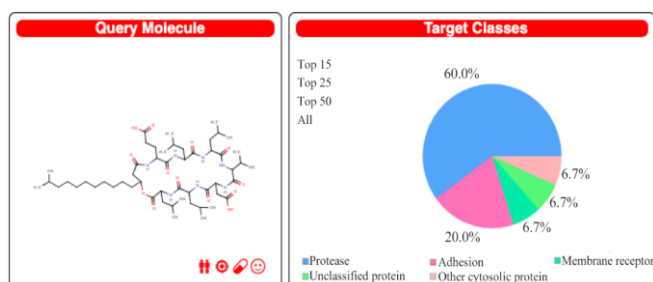 Query Molecule
Target Classes
Top 15
Top 25
Top 50
All
60.0%
6.7%
6.7%
6.7%
20.0%
Protease
Adhesion
Membrane receptor
Unclassified protein
Other cytosolic protein